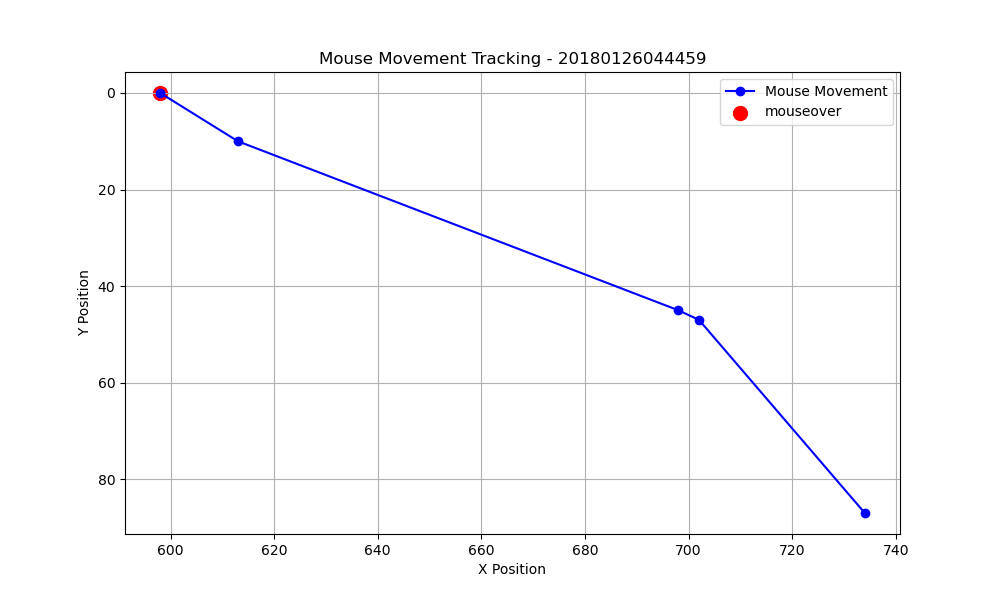 Mouse Movement Tracking - 20180126044459
Mouse Movement
mouseover
0
20
40
60
80
Y Position
600 620 640 660 680 700 720 740
X Position